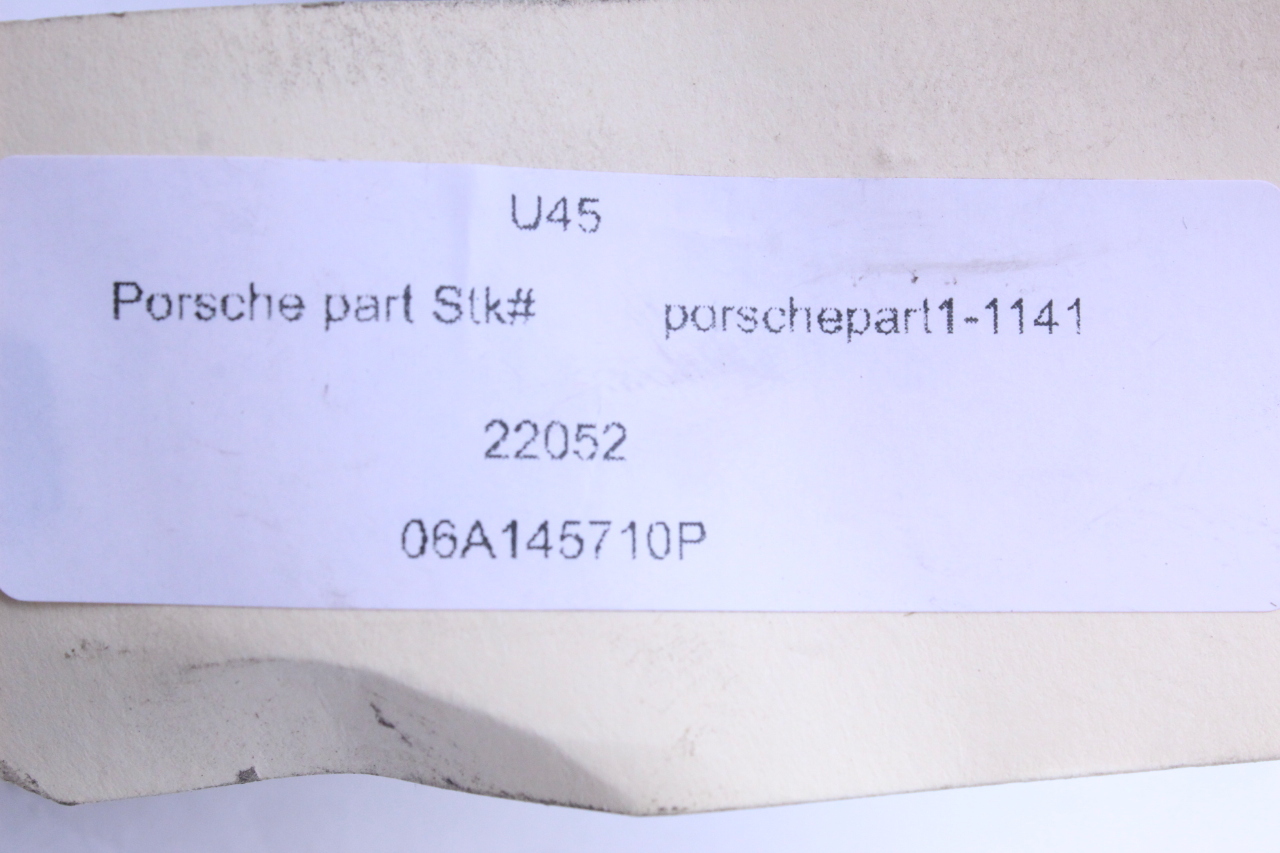 U45
Porsche part Stk# porschepart1-1141
22052
06A145710P